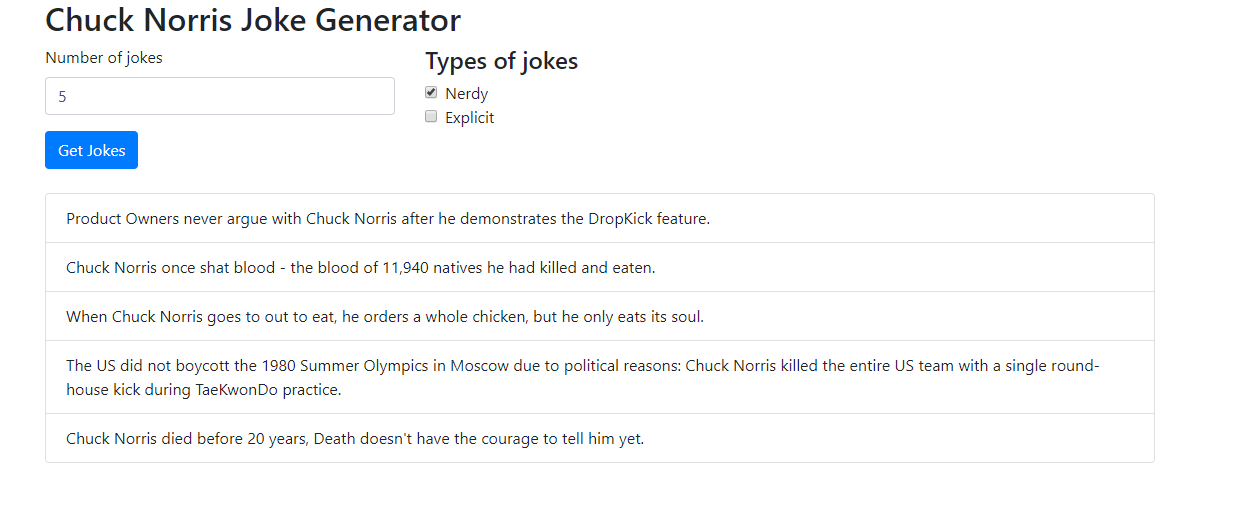 Chuck Norris Joke Generator
Number of jokes
5
Get Jokes
Types of jokes
Nerdy
Explicit
Product Owners never argue with Chuck Norris after he demonstrates the DropKick feature.
Chuck Norris once shat blood - the blood of 11,940 natives he had killed and eaten.
When Chuck Norris goes to out to eat, he orders a whole chicken, but he only eats its soul.
The US did not boycott the 1980 Summer Olympics in Moscow due to political reasons: Chuck Norris killed the entire US team with a single round-
house kick during TaeKwonDo practice.
Chuck Norris died before 20 years, Death doesn't have the courage to tell him yet.